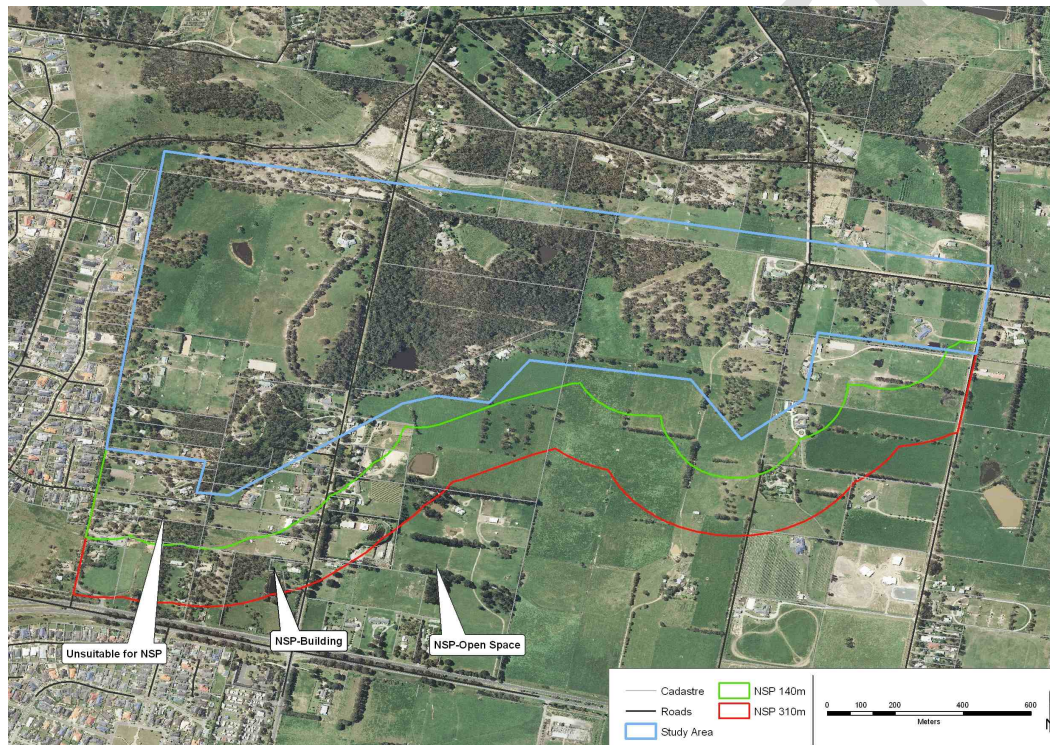 Unsuitable for NSP
NSP-Building
NSP-Open Space
Cadastre
Roads
Study Area
NSP 140m
NSP 310m
0 100 200 400 600
Meters
N